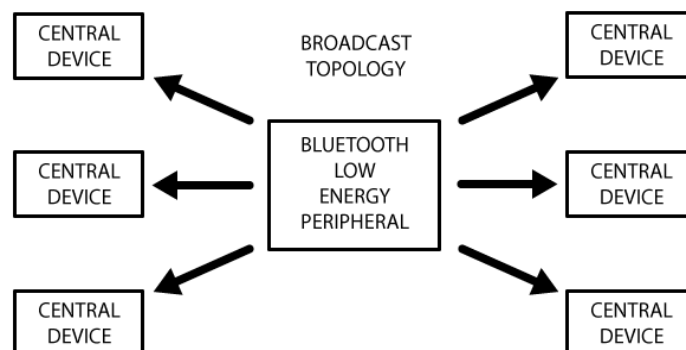 CENTRAL
DEVICE
BROADCAST
TOPOLOGY
CENTRAL
DEVICE
CENTRAL
DEVICE
BLUETOOTH
LOW
ENERGY
PERIPHERAL
CENTRAL
DEVICE
CENTRAL
DEVICE
CENTRAL
DEVICE